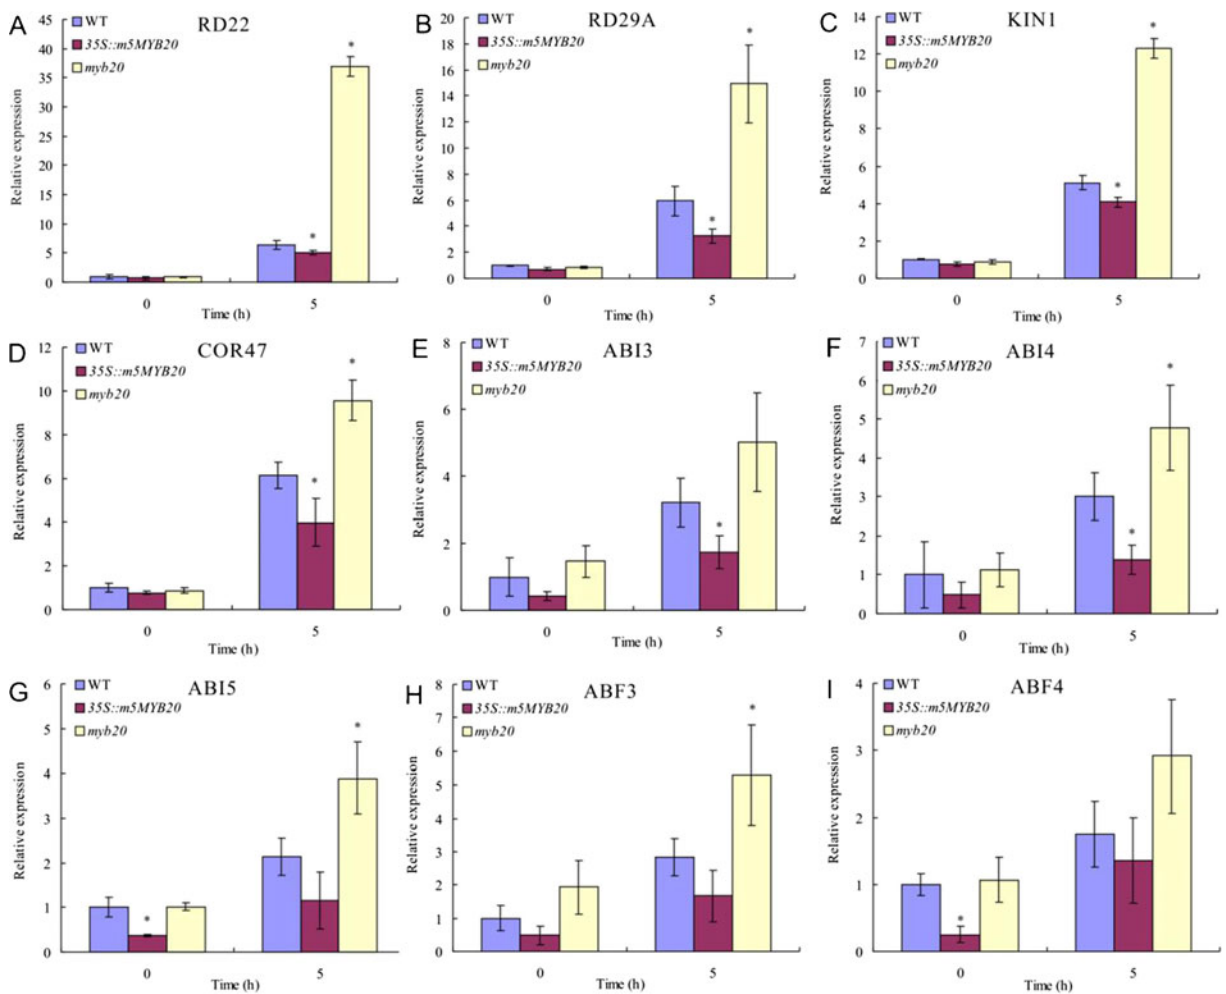 A
RD22
WT
35S::m5MYB20
myb20
Relative expression
45
40
35
30
25
20
15
10
5
0
*
*
0
5
Time (h)
B
RD29A
WT
35S::m5MYB20
myb20
Relative expression
20
18
16
14
12
10
8
6
4
2
0
*
*
0
5
Time (h)
C
KIN1
WT
35S::m5MYB20
myb20
Relative expression
14
12
10
8
6
4
2
0
*
*
0
5
Time (h)
D
COR47
WT
35S::m5MYB20
myb20
Relative expression
12
10
8
6
4
2
0
*
*
0
5
Time (h)
E
ABI3
WT
35S::m5MYB20
myb20
Relative expression
8
6
4
2
0
*
0
5
Time (h)
F
ABI4
WT
35S::m5MYB20
myb20
Relative expression
7
6
5
4
3
2
1
0
*
*
0
5
Time (h)
G
ABI5
WT
35S::m5MYB20
myb20
Relative expression
6
5
4
3
2
1
0
*
*
0
5
Time (h)
H
ABF3
WT
35S::m5MYB20
myb20
Relative expression
8
7
6
5
4
3
2
1
0
*
0
5
Time (h)
I
ABF4
WT
35S::m5MYB20
myb20
Relative expression
4
3
2
1
0
*
0
5
Time (h)